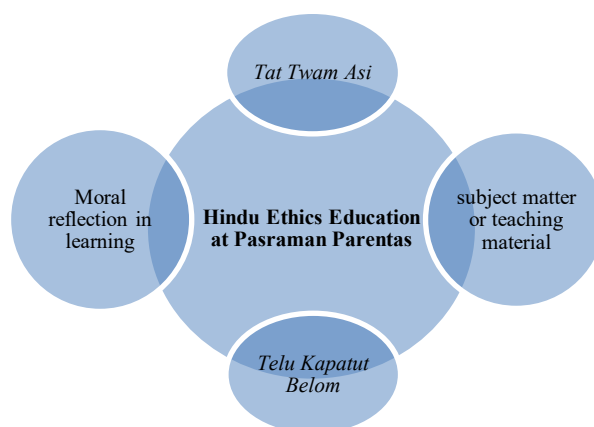 Tat Twam Asi
Moral
reflection in
learning
Hindu Ethics Education
at Pasraman Parentas
subject matter
or teaching
material
Telu Kapatut
Belom